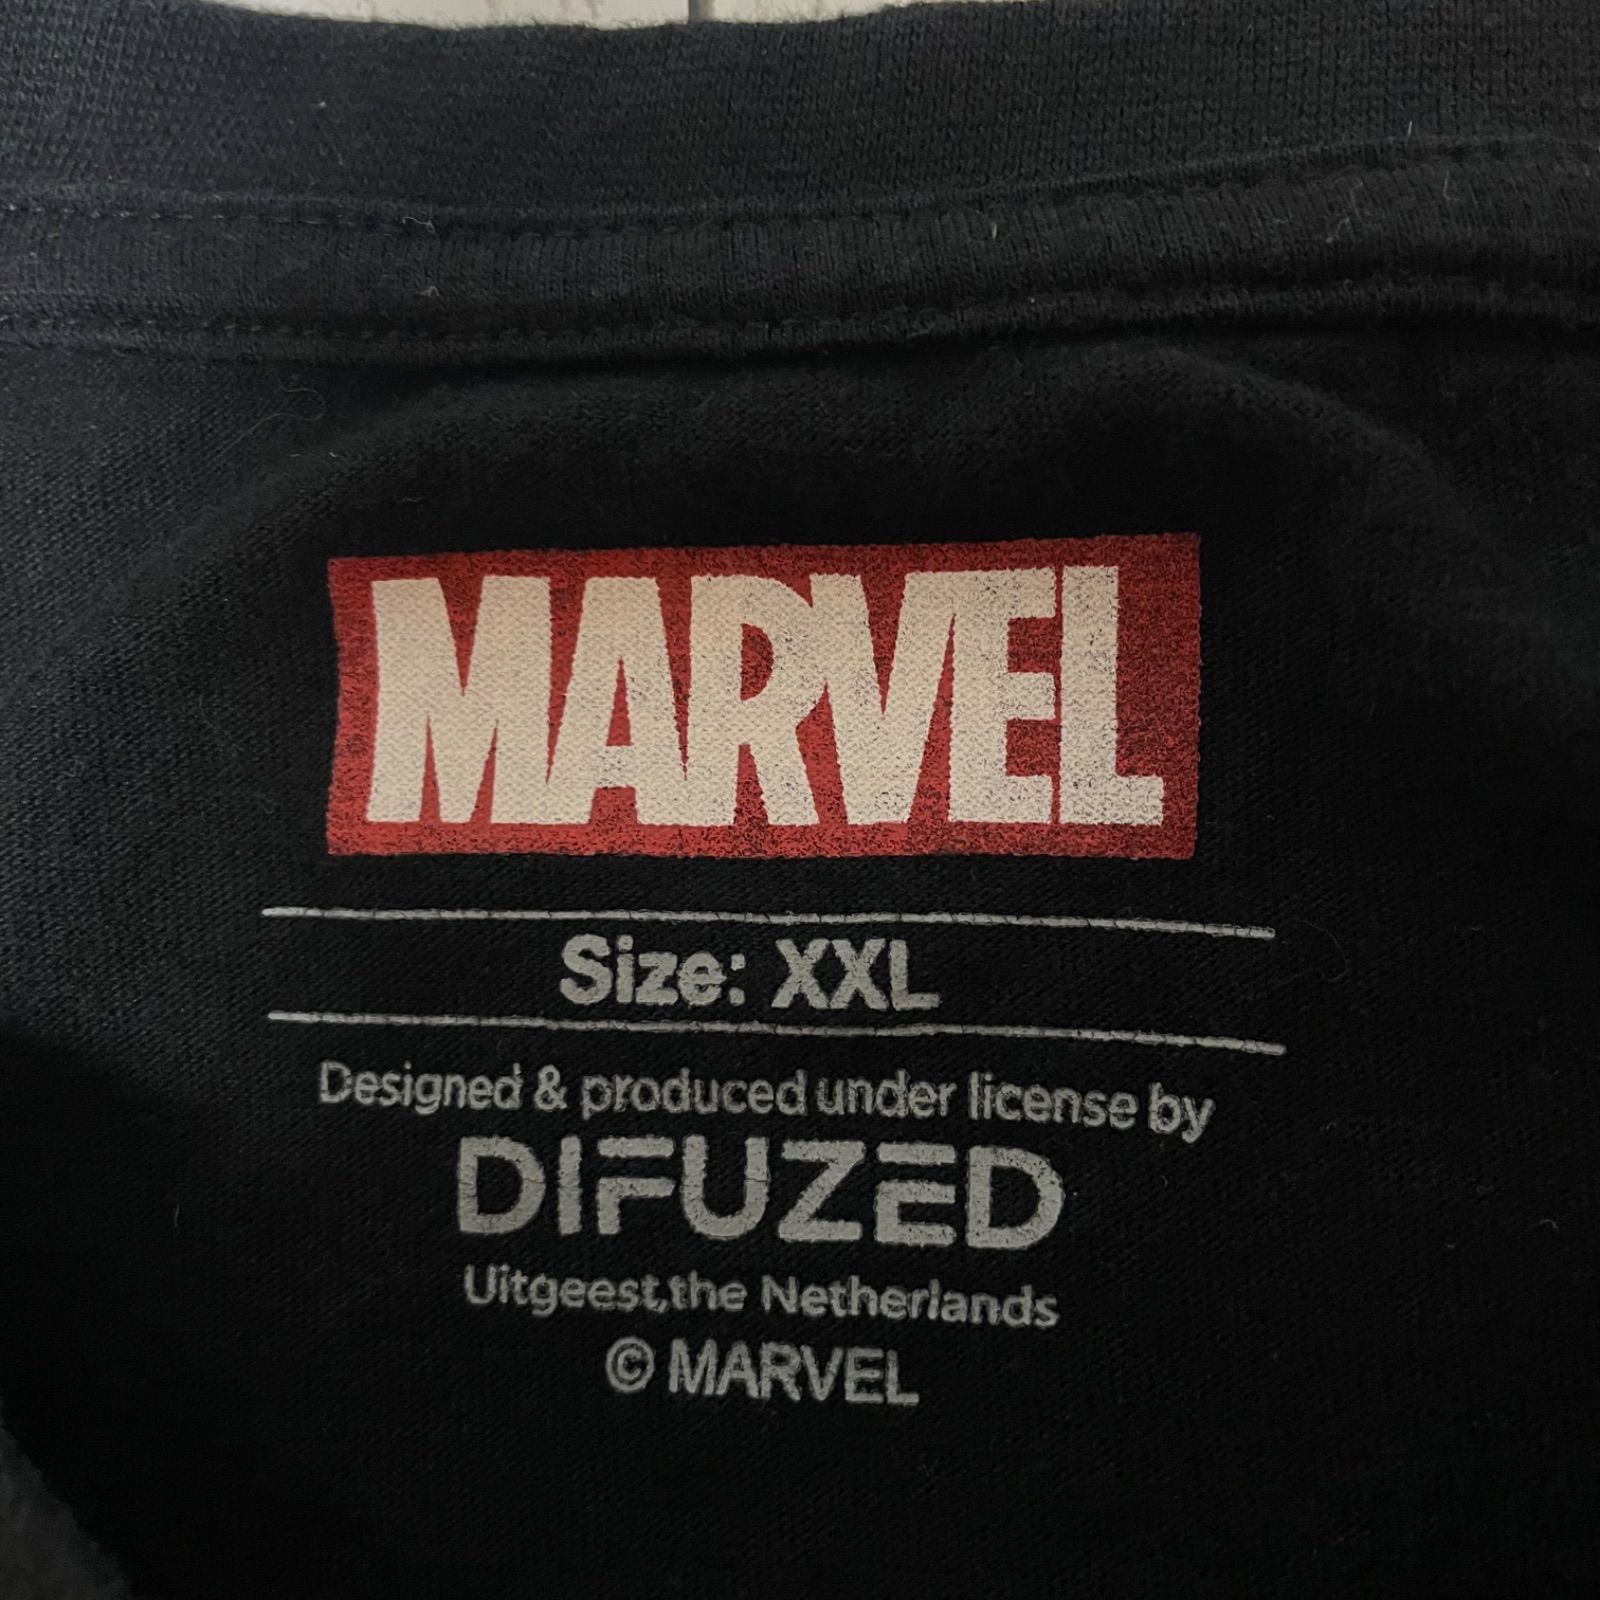 MARVEL
Size: XXL
Designed & produced under license by
DIFUZED
Uitgeest,the Netherlands
© MARVEL